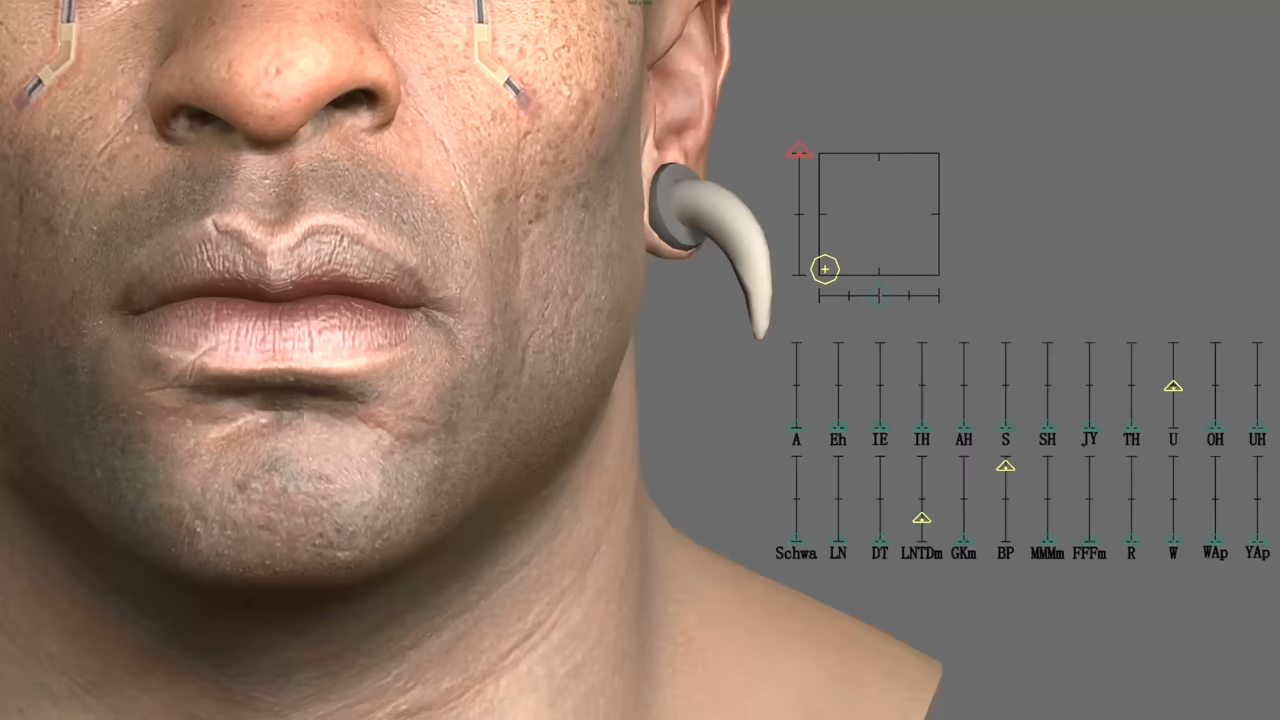 A Eh IE IH AH S SH JY TH U OH UH
Schwa LN DT LNTDm GKm BP MMMm FFFm R W WAp YAp